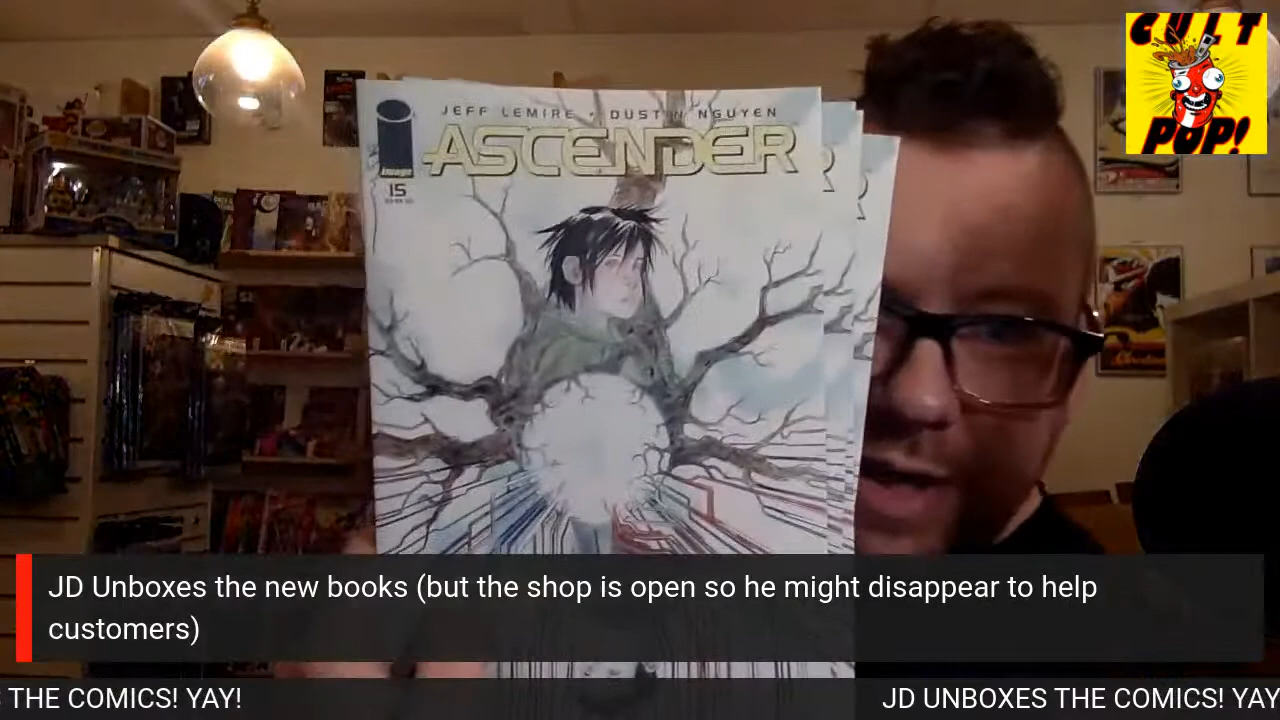 CULT
POP!
JEFF LEMIRE • DUSTIN NGUYEN
ASCENDER
image
15
JD Unboxes the new books (but the shop is open so he might disappear to help
customers)
THE COMICS! YAY!
JD UNBOXES THE COMICS! YAY